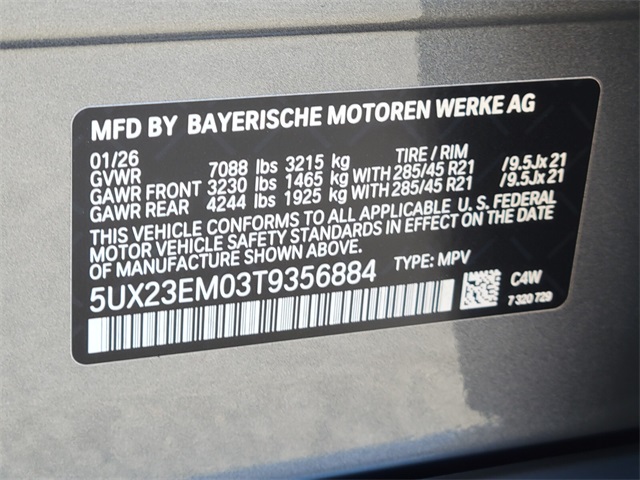 MFD BY BAYERISCHE MOTOREN WERKE AG
01/26 TIRE / RIM
GVWR 7088 lbs 3215 kg
GAWR FRONT 3230 lbs 1465 kg WITH 285/45 R21 /9.5Jx21
GAWR REAR 4244 lbs 1925 kg WITH 285/45 R21 /9.5Jx21
THIS VEHICLE CONFORMS TO ALL APPLICABLE U.S. FEDERAL
MOTOR VEHICLE SAFETY STANDARDS IN EFFECT ON THE DATE
OF MANUFACTURE SHOWN ABOVE.
5UX23EM03T9356884 TYPE: MPV C4W
7 320 720